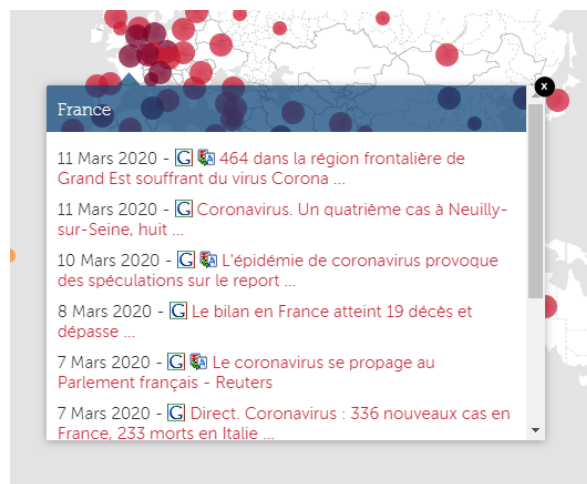 x
France
11 Mars 2020 - G 464 dans la région frontalière de
Grand Est souffrant du virus Corona ...
11 Mars 2020 - G Coronavirus. Un quatrième cas à Neuilly-
sur-Seine, huit ...
10 Mars 2020 - G L'épidémie de coronavirus provoque
des spéculations sur le report ...
8 Mars 2020 - G Le bilan en France atteint 19 décès et
dépasse ...
7 Mars 2020 - G Le coronavirus se propage au
Parlement français - Reuters
7 Mars 2020 - G Direct. Coronavirus : 336 nouveaux cas en
France, 233 morts en Italie ...